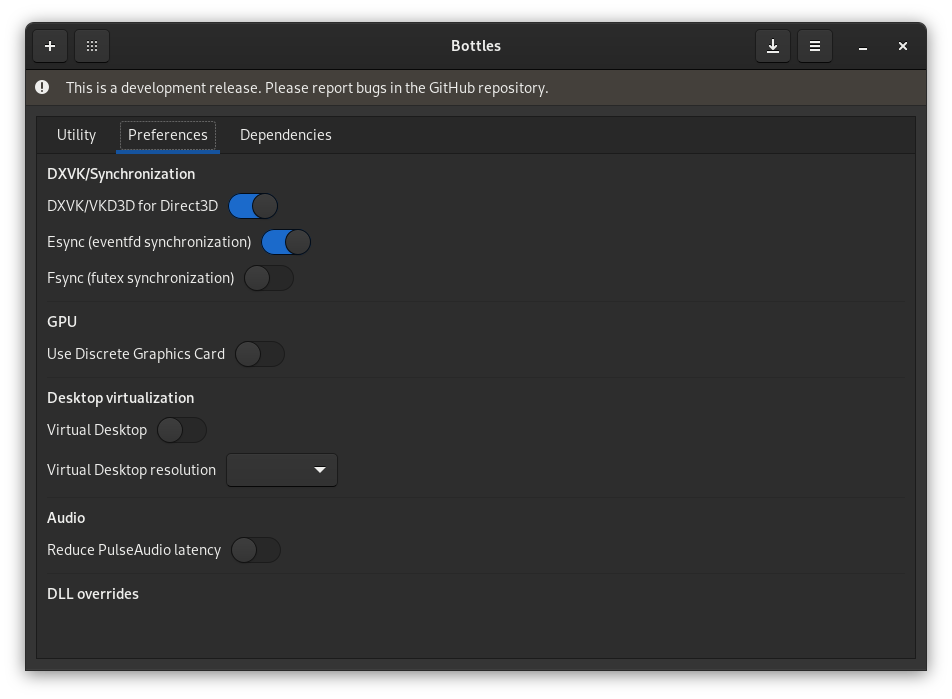 Bottles
This is a development release. Please report bugs in the GitHub repository.
Utility Preferences Dependencies
DXVK/Synchronization
DXVK/VKD3D for Direct3D
Esync (eventfd synchronization)
Fsync (futex synchronization)
GPU
Use Discrete Graphics Card
Desktop virtualization
Virtual Desktop
Virtual Desktop resolution
Audio
Reduce PulseAudio latency
DLL overrides